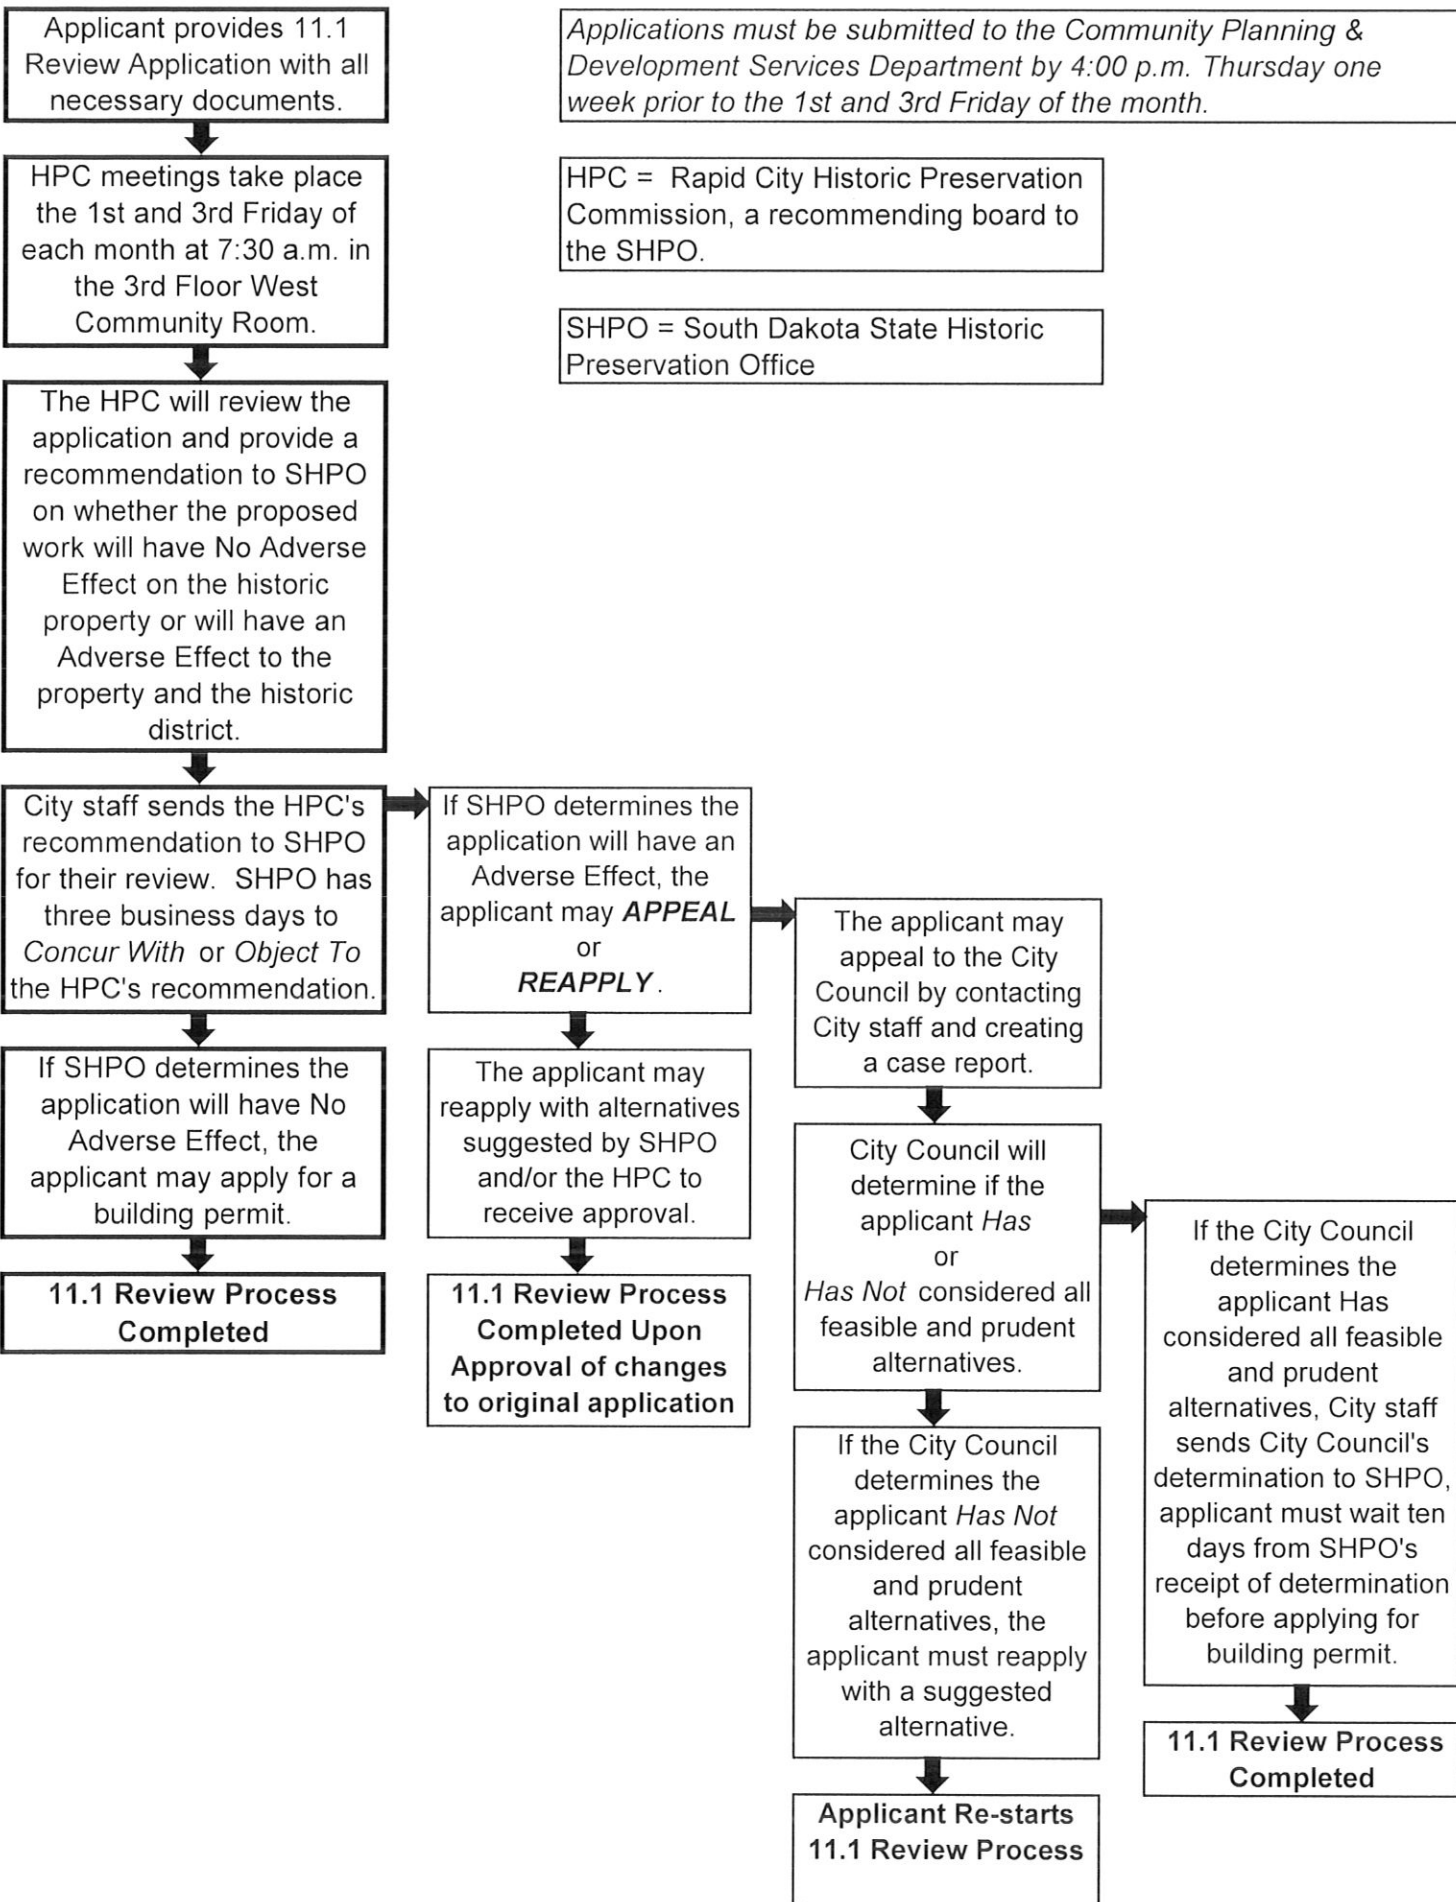 Applicant provides 11.1
Review Application with all
necessary documents.
Applications must be submitted to the Community Planning &
Development Services Department by 4:00 p.m. Thursday one
week prior to the 1st and 3rd Friday of the month.
HPC meetings take place
the 1st and 3rd Friday of
each month at 7:30 a.m. in
the 3rd Floor West
Community Room.
HPC = Rapid City Historic Preservation
Commission, a recommending board to
the SHPO.
SHPO = South Dakota State Historic
Preservation Office
The HPC will review the
application and provide a
recommendation to SHPO
on whether the proposed
work will have No Adverse
Effect on the historic
property or will have an
Adverse Effect to the
property and the historic
district.
City staff sends the HPC's
recommendation to SHPO
for their review. SHPO has
three business days to
Concur With or Object To
the HPC's recommendation.
If SHPO determines the
application will have No
Adverse Effect, the
applicant may apply for a
building permit.
11.1 Review Process
Completed
If SHPO determines the
application will have an
Adverse Effect, the
applicant may APPEAL
or
REAPPLY.
The applicant may
reapply with alternatives
suggested by SHPO
and/or the HPC to
receive approval.
11.1 Review Process
Completed Upon
Approval of changes
to original application
The applicant may
appeal to the City
Council by contacting
City staff and creating
a case report.
City Council will
determine if the
applicant Has
or
Has Not considered all
feasible and prudent
alternatives.
If the City Council
determines the
applicant Has Not
considered all feasible
and prudent
alternatives, the
applicant must reapply
with a suggested
alternative.
Applicant Re-starts
11.1 Review Process
If the City Council
determines the
applicant Has
considered all feasible
and prudent
alternatives, City staff
sends City Council's
determination to SHPO,
applicant must wait ten
days from SHPO's
receipt of determination
before applying for
building permit.
11.1 Review Process
Completed